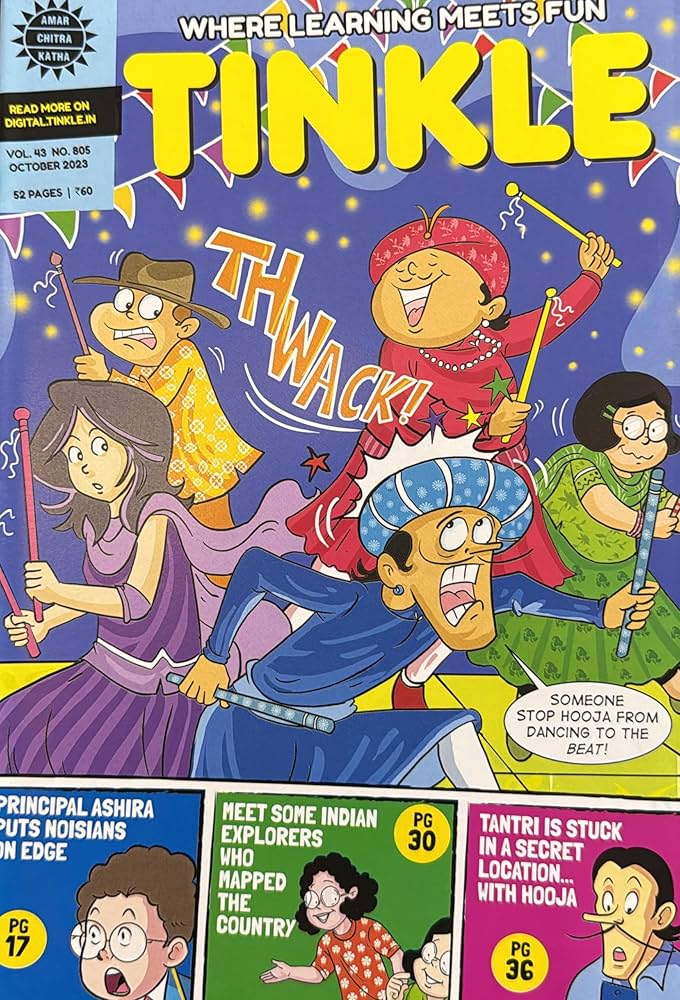 AMAR
CHITRA
KATHA
WHERE LEARNING MEETS FUN
TINKLE
READ MORE ON
DIGITAL.TINKLE.IN
VOL. 43 NO. 805
OCTOBER 2023
52 PAGES | ₹60
THWACK!
SOMEONE
STOP HOOJA FROM
DANCING TO THE
BEAT!
PRINCIPAL ASHIRA
PUTS NOISIANS
ON EDGE
PG
17
MEET SOME INDIAN
EXPLORERS
WHO
MAPPED
THE
COUNTRY
PG
30
TANTRI IS STUCK
IN A SECRET
LOCATION...
WITH HOOJA
PG
36